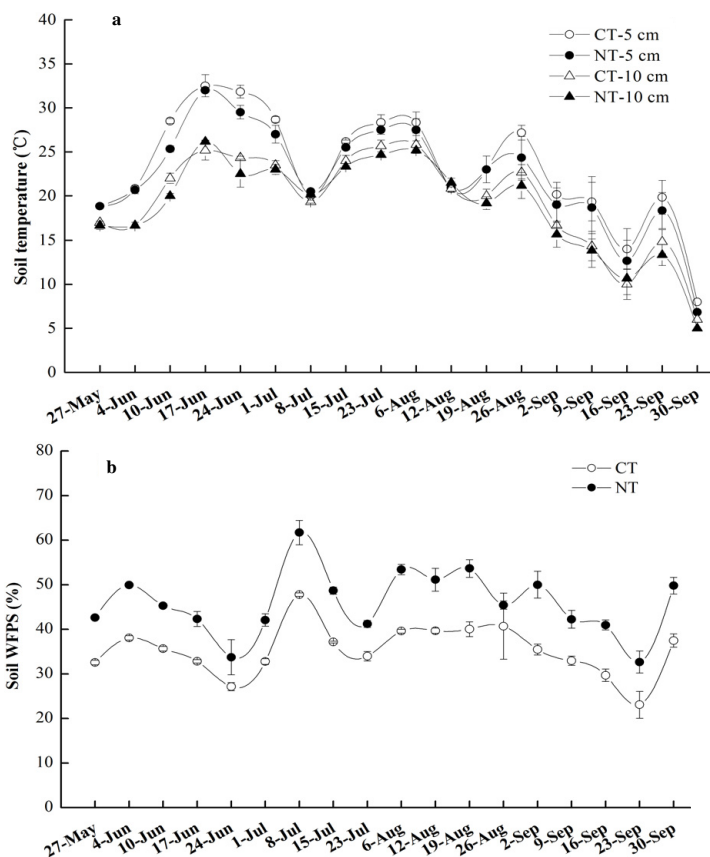 a
CT-5 cm
NT-5 cm
CT-10 cm
NT-10 cm
40
35
30
25
20
15
10
5
0
Soil temperature (℃)
27-May
4-Jun
10-Jun
17-Jun
24-Jun
1-Jul
8-Jul
15-Jul
23-Jul
6-Aug
12-Aug
19-Aug
26-Aug
2-Sep
9-Sep
16-Sep
23-Sep
30-Sep
b
CT
NT
80
70
60
50
40
30
20
10
0
Soil WFPS (%)
27-May
4-Jun
10-Jun
17-Jun
24-Jun
1-Jul
8-Jul
15-Jul
23-Jul
6-Aug
12-Aug
19-Aug
26-Aug
2-Sep
9-Sep
16-Sep
23-Sep
30-Sep